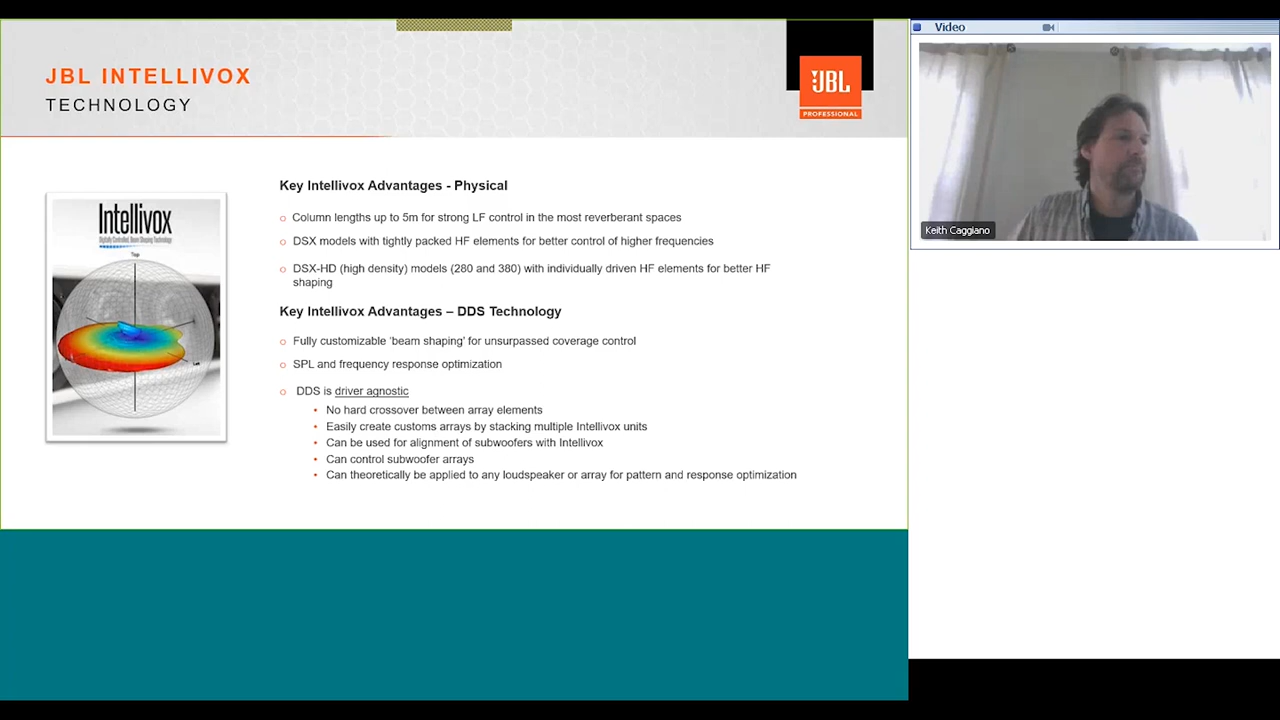 JBL INTELLIVOX
TECHNOLOGY
JBL
PROFESSIONAL
Intellivox
Digitally Controlled, Beam Shaping Technology
Key Intellivox Advantages - Physical
Column lengths up to 5m for strong LF control in the most reverberant spaces
DSX models with tightly packed HF elements for better control of higher frequencies
DSX-HD (high density) models (280 and 380) with individually driven HF elements for better HF
shaping
Key Intellivox Advantages – DDS Technology
Fully customizable ‘beam shaping’ for unsurpassed coverage control
SPL and frequency response optimization
DDS is driver agnostic
No hard crossover between array elements
Easily create customs arrays by stacking multiple Intellivox units
Can be used for alignment of subwoofers with Intellivox
Can control subwoofer arrays
Can theoretically be applied to any loudspeaker or array for pattern and response optimization
Video
Keith Caggiano